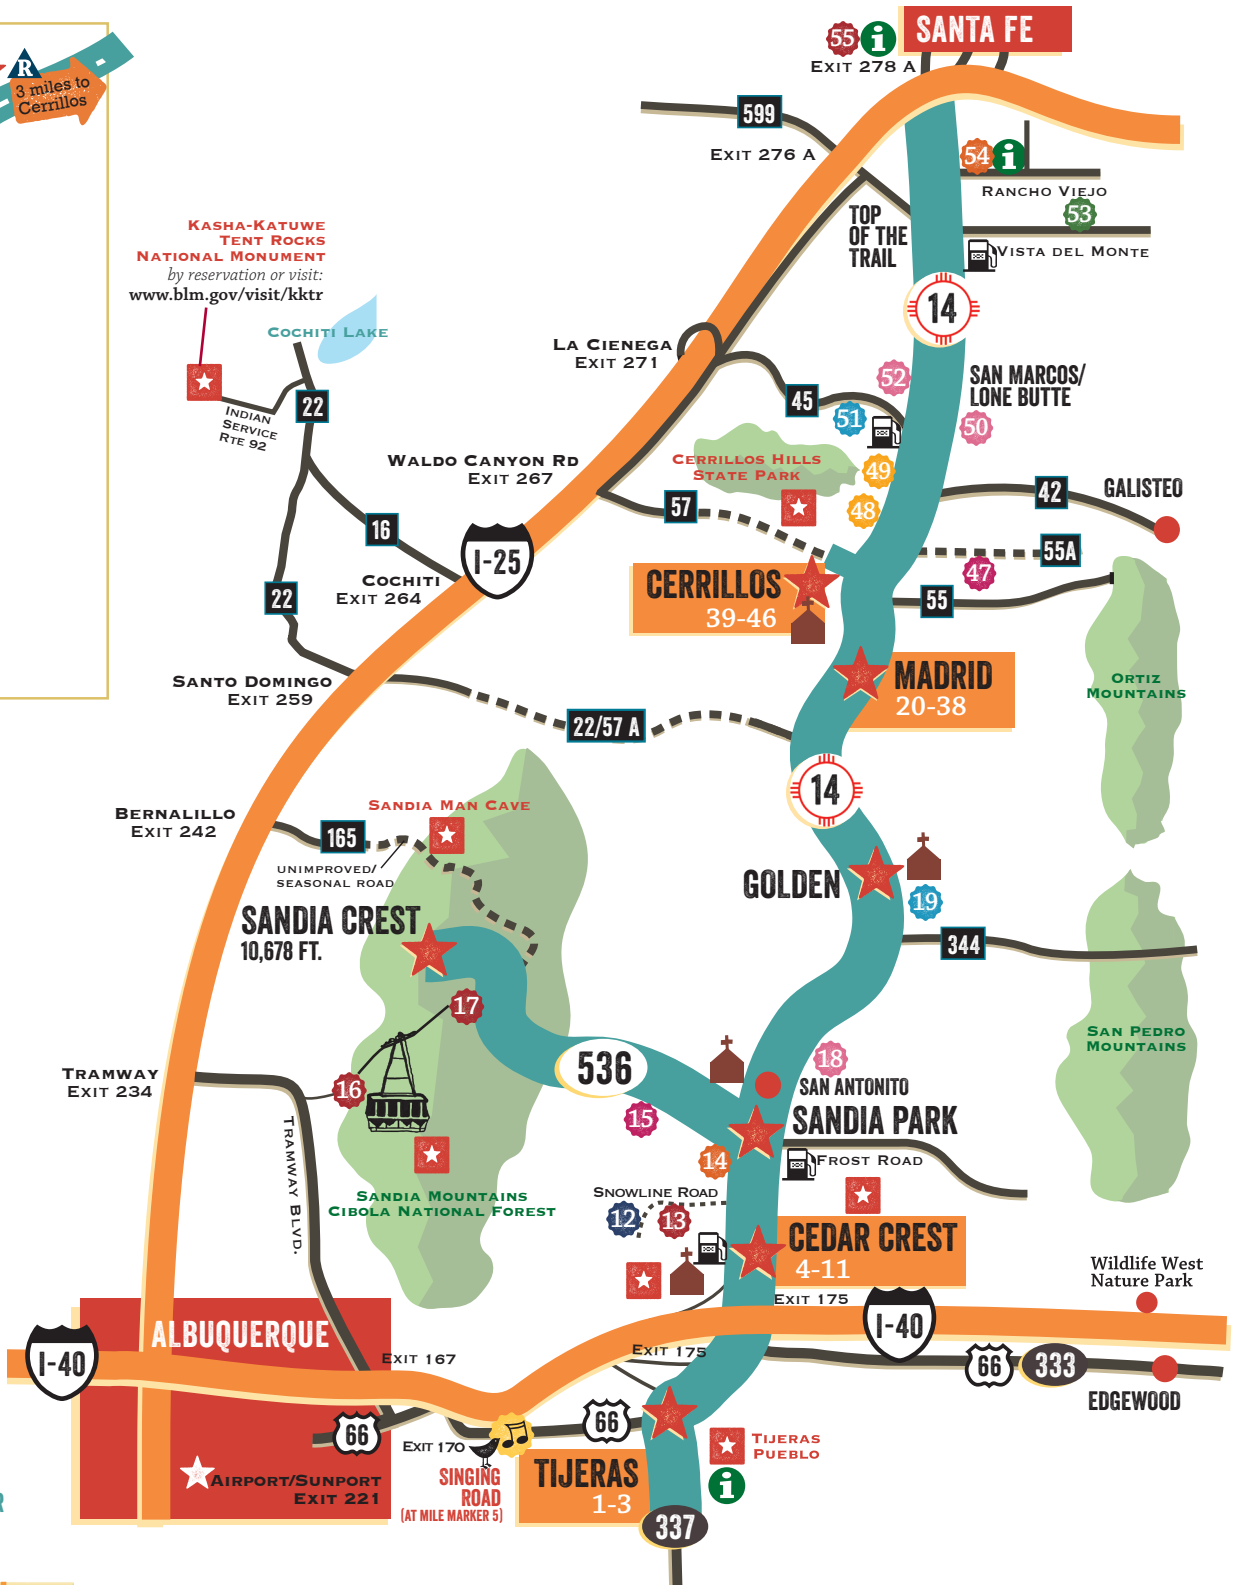 SANTA FE
55
i
EXIT 278 A
R
3 miles to
Cerrillos
599
EXIT 276 A
54
i
RANCHO VIEJO
53
VISTA DEL MONTE
TOP
OF THE
TRAIL
KASHA-KATUWE
TENT ROCKS
NATIONAL MONUMENT
by reservation or visit:
www.blm.gov/visit/kktr
14
COCHITI LAKE
LA CIENEGA
EXIT 271
52
SAN MARCOS/
LONE BUTTE
22
INDIAN
SERVICE
RTE 92
45
51
50
WALDO CANYON RD
EXIT 267
CERRILLOS HILLS
STATE PARK
49
57
48
42
GALISTEO
16
I-25
55A
47
COCHITI
EXIT 264
22
CERRILLOS
39-46
55
SANTO DOMINGO
EXIT 259
MADRID
20-38
ORTIZ
MOUNTAINS
22/57 A
14
SANDIA MAN CAVE
BERNALILLO
EXIT 242
165
UNIMPROVED/
SEASONAL ROAD
GOLDEN
19
SANDIA CREST
10,678 FT.
344
17
SAN PEDRO
MOUNTAINS
536
18
TRAMWAY
EXIT 234
16
SAN ANTONITO
15
SANDIA PARK
TRAMWAY BLVD.
14
FROST ROAD
SANDIA MOUNTAINS
CIBOLA NATIONAL FOREST
SNOWLINE ROAD
12
13
CEDAR CREST
4-11
Wildlife West
Nature Park
EXIT 175
ALBUQUERQUE
I-40
I-40
EXIT 167
EXIT 175
66
333
EDGEWOOD
66
66
EXIT 170
TIJERAS
PUEBLO
i
SINGING
ROAD
(AT MILE MARKER 5)
TIJERAS
1-3
AIRPORT/SUNPORT
EXIT 221
337
R